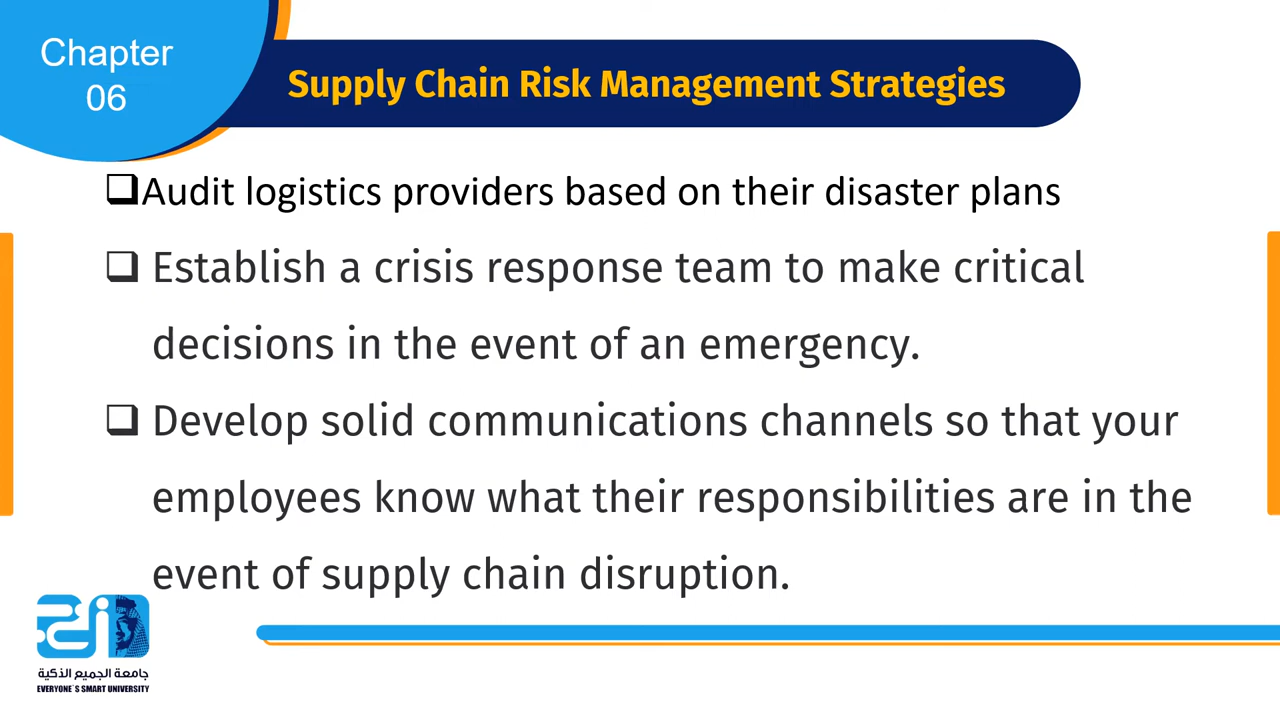 Chapter
06
Supply Chain Risk Management Strategies
Audit logistics providers based on their disaster plans
Establish a crisis response team to make critical
decisions in the event of an emergency.
Develop solid communications channels so that your
employees know what their responsibilities are in the
event of supply chain disruption.
جامعة الجميع الذكية
EVERYONE`S SMART UNIVERSITY